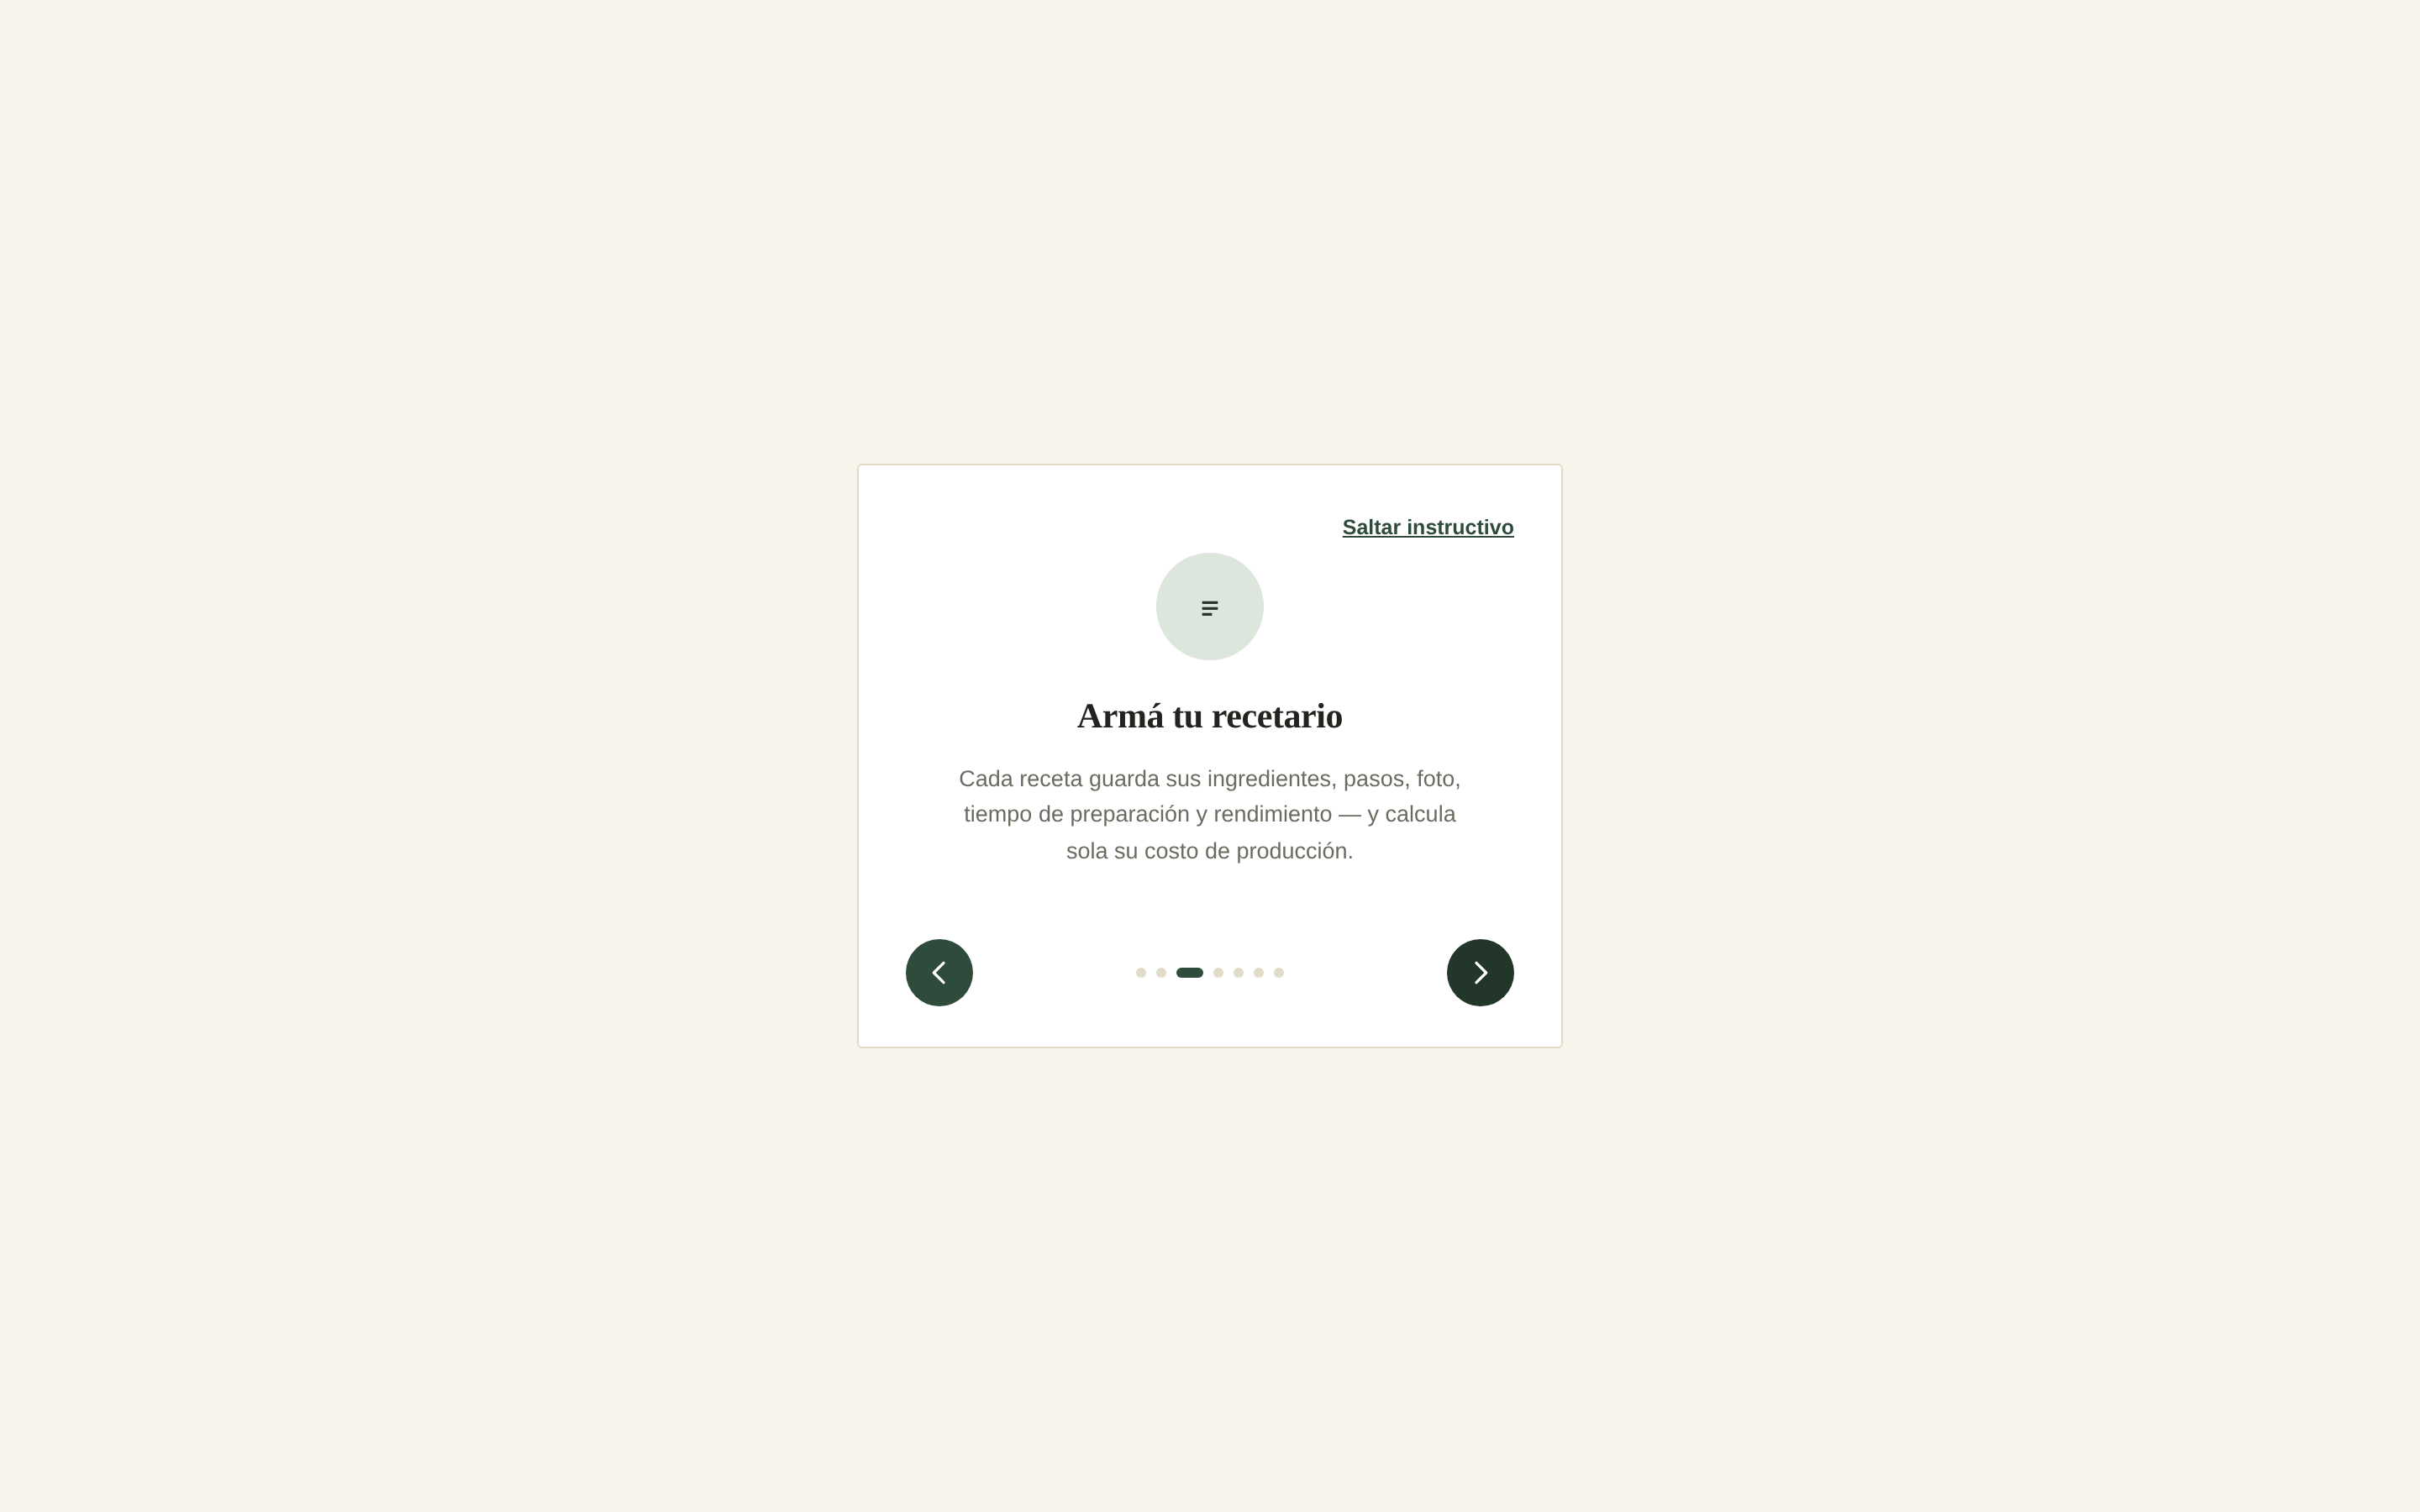 Saltar instructivo
Armá tu recetario
Cada receta guarda sus ingredientes, pasos, foto,
tiempo de preparación y rendimiento — y calcula
sola su costo de producción.